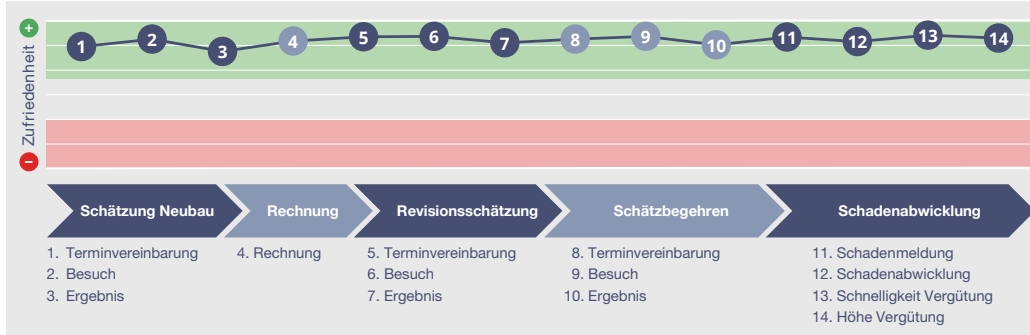 +
Zufriedenheit
−
1 2 3 4 5 6 7 8 9 10 11 12 13 14
Schätzung Neubau
Rechnung
Revisionsschätzung
Schätzbegehren
Schadenabwicklung
1. Terminvereinbarung
2. Besuch
3. Ergebnis
4. Rechnung
5. Terminvereinbarung
6. Besuch
7. Ergebnis
8. Terminvereinbarung
9. Besuch
10. Ergebnis
11. Schadenmeldung
12. Schadenabwicklung
13. Schnelligkeit Vergütung
14. Höhe Vergütung